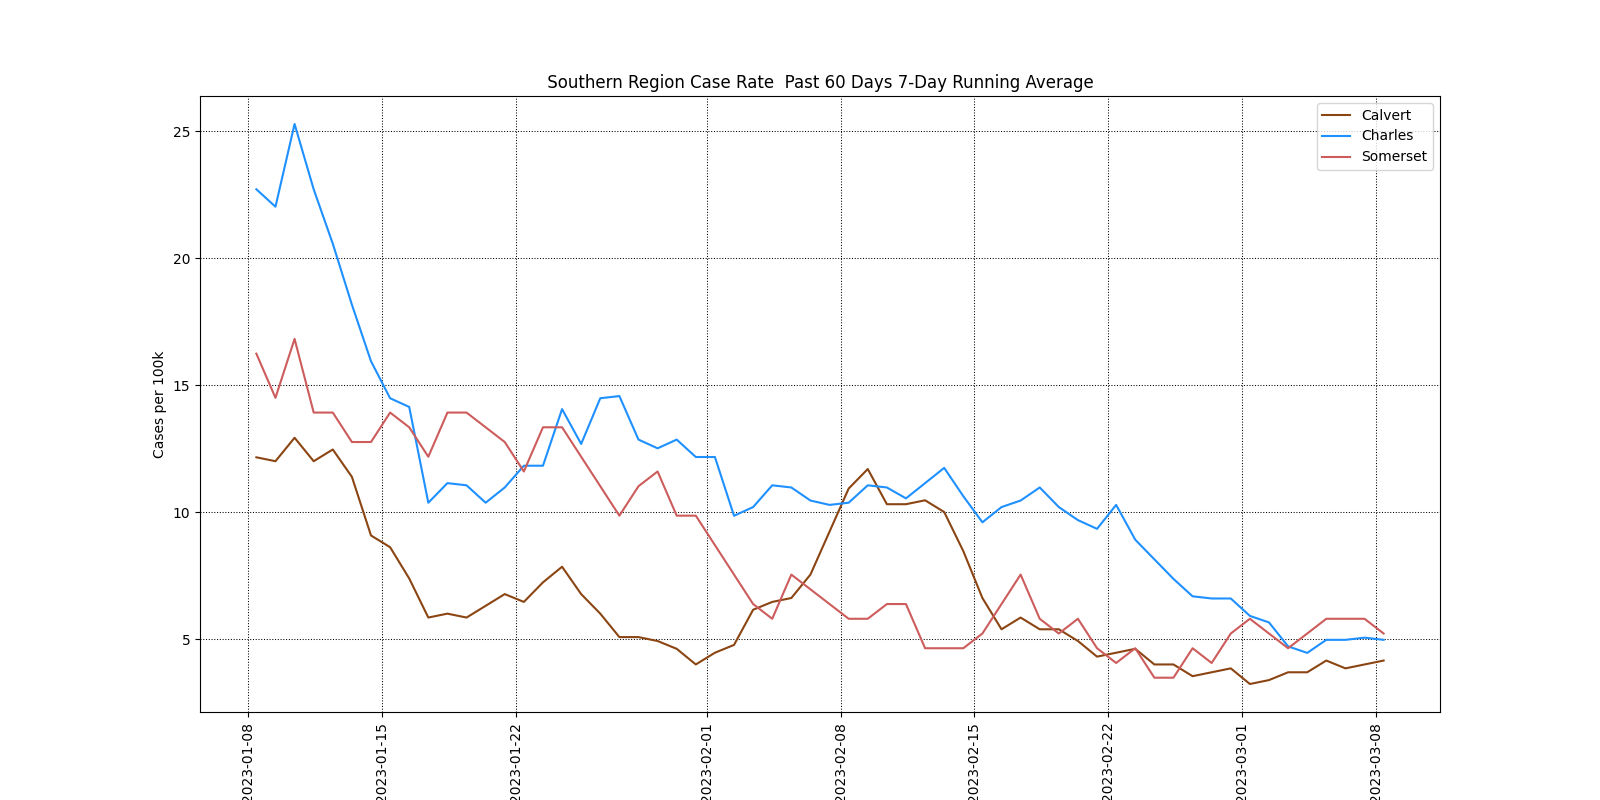 Southern Region Case Rate  Past 60 Days 7-Day Running Average
Calvert
Charles
Somerset
Cases per 100k
25
20
15
10
5
2023-01-08
2023-01-15
2023-01-22
2023-02-01
2023-02-08
2023-02-15
2023-02-22
2023-03-01
2023-03-08